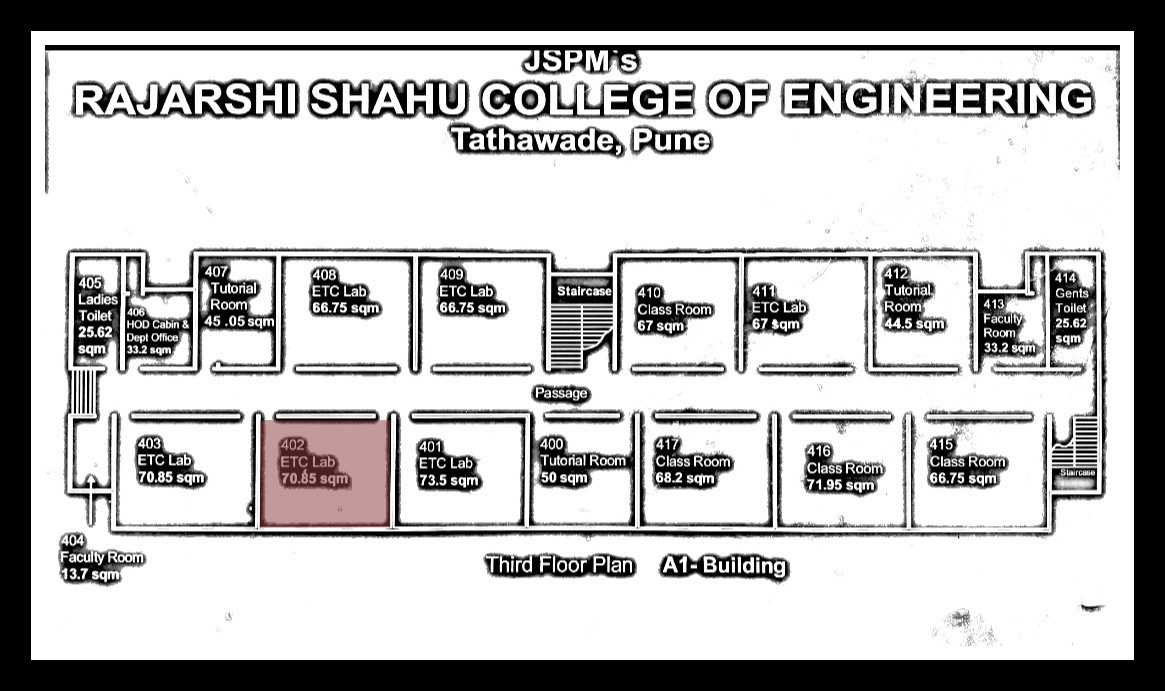 JSPM's
RAJARSHI SHAHU COLLEGE OF ENGINEERING
Tathawade, Pune
405
Ladies
Toilet
25.62
sqm
406
HOD Cabin &
Dept Office
33.2 sqm
407
Tutorial
Room
45 .05 sqm
408
ETC Lab
66.75 sqm
409
ETC Lab
66.75 sqm
Staircase
410
Class Room
67 sqm
411
ETC Lab
67 sqm
412
Tutorial
Room
44.5 sqm
413
Faculty
Room
33.2 sqm
414
Gents
Toilet
25.62
sqm
Passage
403
ETC Lab
70.85 sqm
402
ETC Lab
70.85 sqm
401
ETC Lab
73.5 sqm
400
Tutorial Room
50 sqm
417
Class Room
68.2 sqm
416
Class Room
71.95 sqm
415
Class Room
66.75 sqm
Staircase
404
Faculty Room
13.7 sqm
Third Floor Plan A1- Building